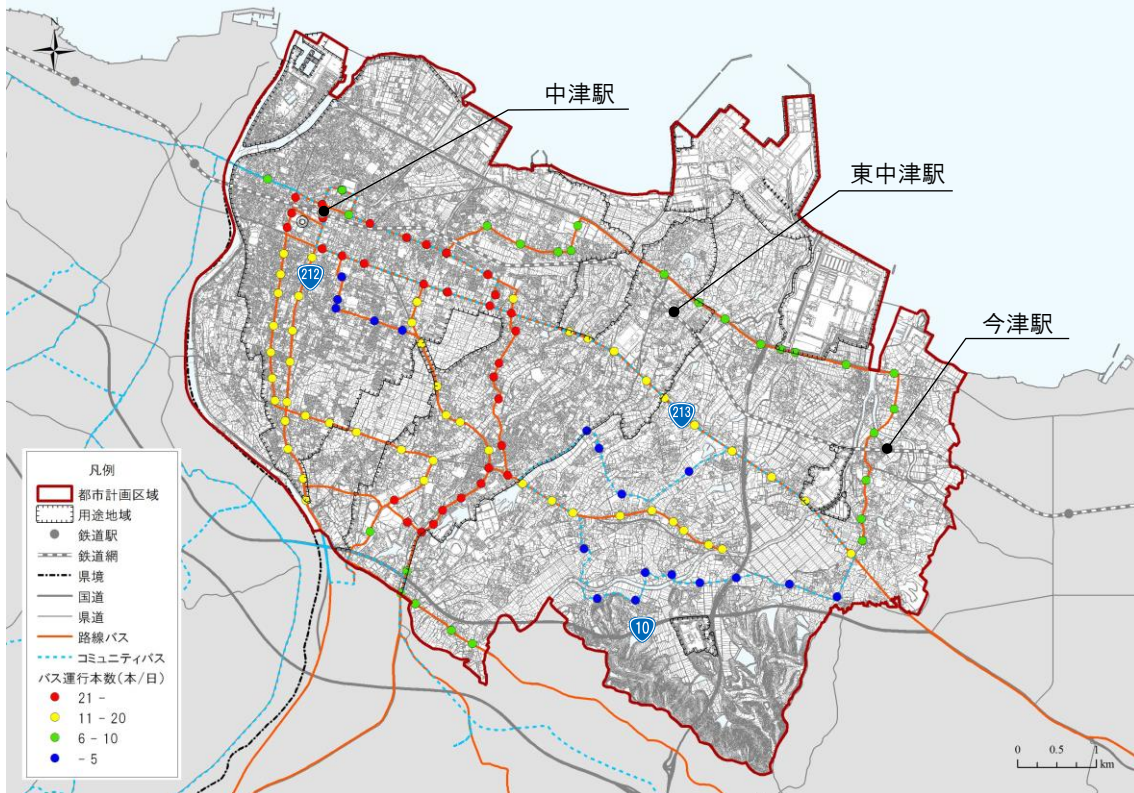 N
中津駅
東中津駅
今津駅
212
213
10
凡例
都市計画区域
用途地域
鉄道駅
鉄道網
県境
国道
県道
路線バス
コミュニティバス
バス運行本数(本/日)
21 -
11 - 20
6 - 10
- 5
0 0.5 1
km